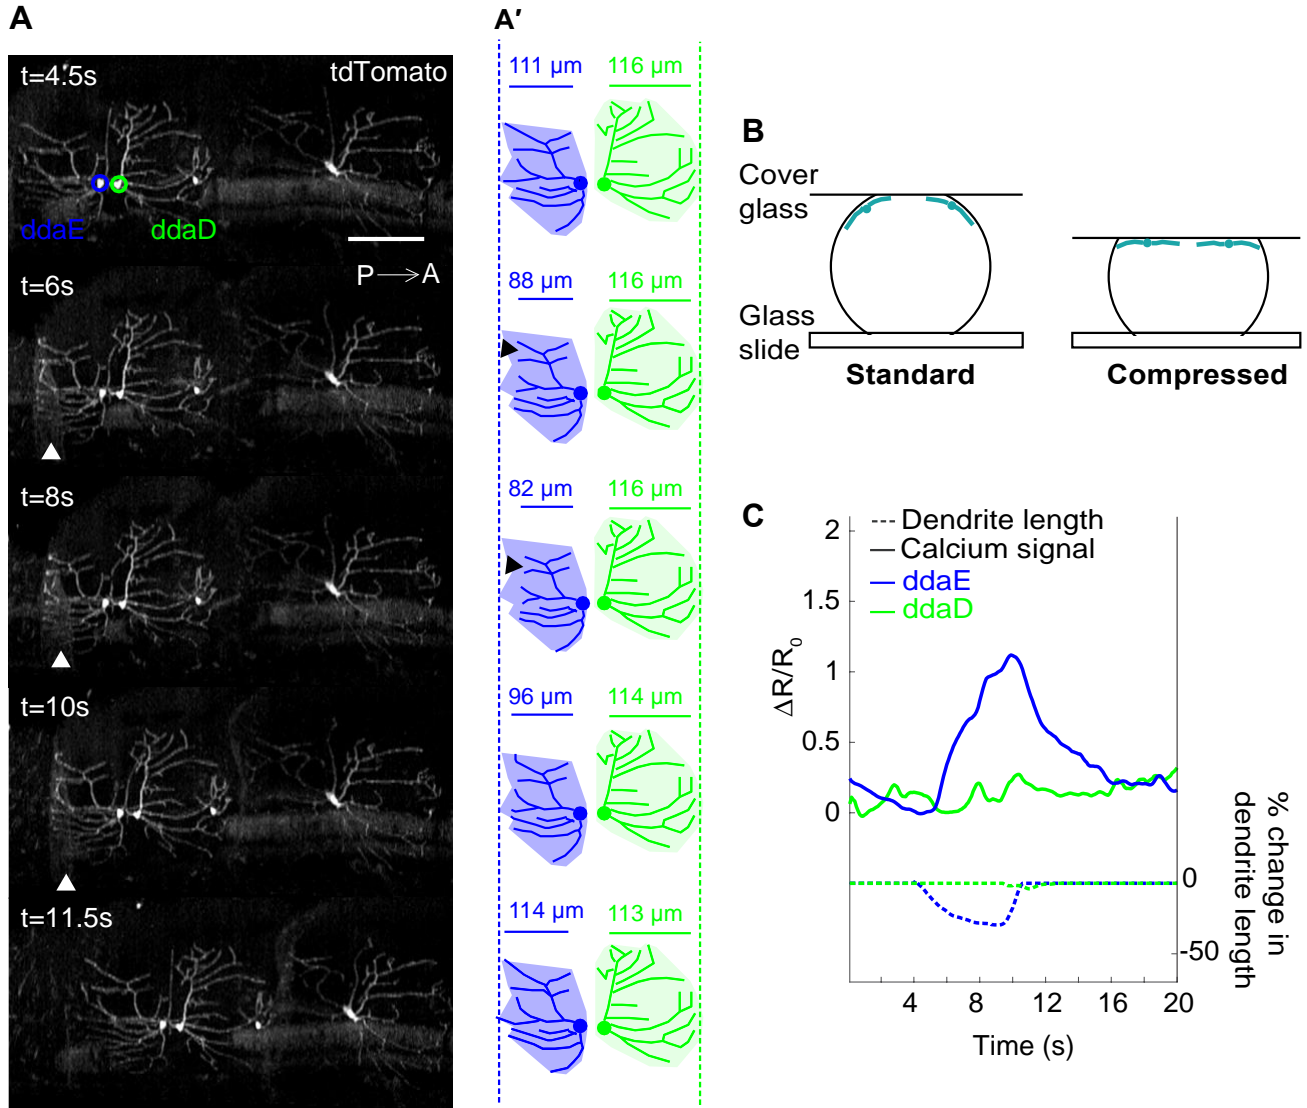 A
t=4.5s
tdTomato
ddaE
ddaD
P → A
t=6s
t=8s
t=10s
t=11.5s
A′
111 µm
116 µm
88 µm
116 µm
82 µm
116 µm
96 µm
114 µm
114 µm
113 µm
B
Cover
glass
Glass
slide
Standard
Compressed
C
Dendrite length
Calcium signal
ddaE
ddaD
2
1.5
1
0.5
0
ΔR/R0
0
-50
% change in
dendrite length
4
8
12
16
20
Time (s)